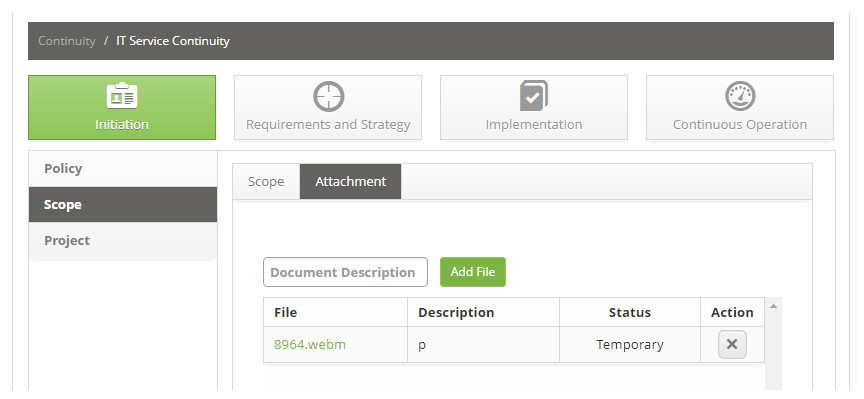 Continuity / IT Service Continuity
Initiation
Requirements and Strategy
Implementation
Continuous Operation
Policy
Scope
Project
Scope Attachment
Document Description Add File
File Description Status Action
8964.webm p Temporary